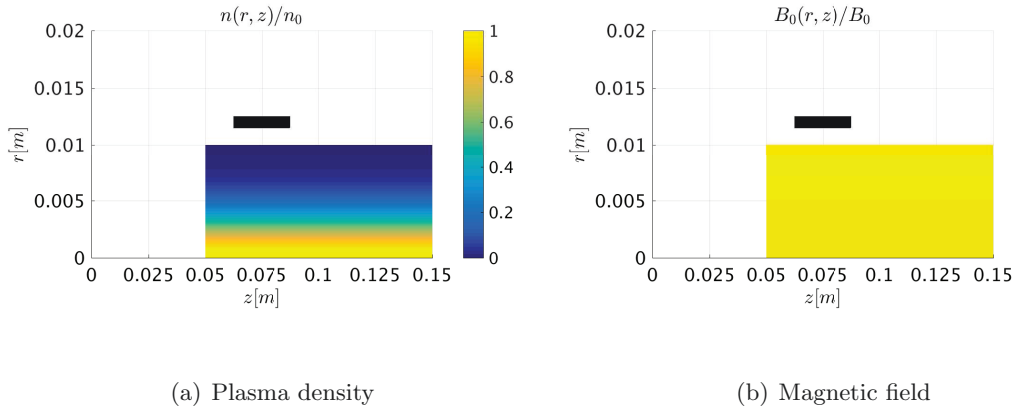 n(r, z)/n₀
0.02
0.015
0.01
0.005
0
r[m]
0 0.025 0.05 0.075 0.1 0.125 0.15
z[m]
1
0.8
0.6
0.4
0.2
0
B₀(r, z)/B₀
0.02
0.015
0.01
0.005
0
r[m]
0 0.025 0.05 0.075 0.1 0.125 0.15
z[m]
(a) Plasma density
(b) Magnetic field